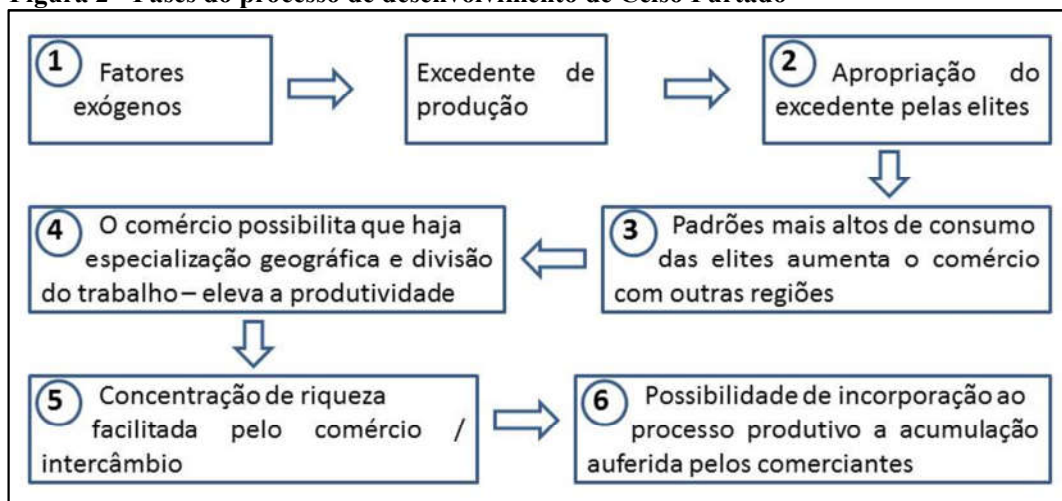 Figura 2 - Fases do processo de desenvolvimento de Celso Furtado
1 Fatores
exógenos
Excedente de
produção
2 Apropriação do
excedente pelas elites
3 Padrões mais altos de consumo
das elites aumenta o comércio
com outras regiões
4 O comércio possibilita que haja
especialização geográfica e divisão
do trabalho – eleva a produtividade
5 Concentração de riqueza
facilitada pelo comércio /
intercâmbio
6 Possibilidade de incorporação ao
processo produtivo a acumulação
auferida pelos comerciantes